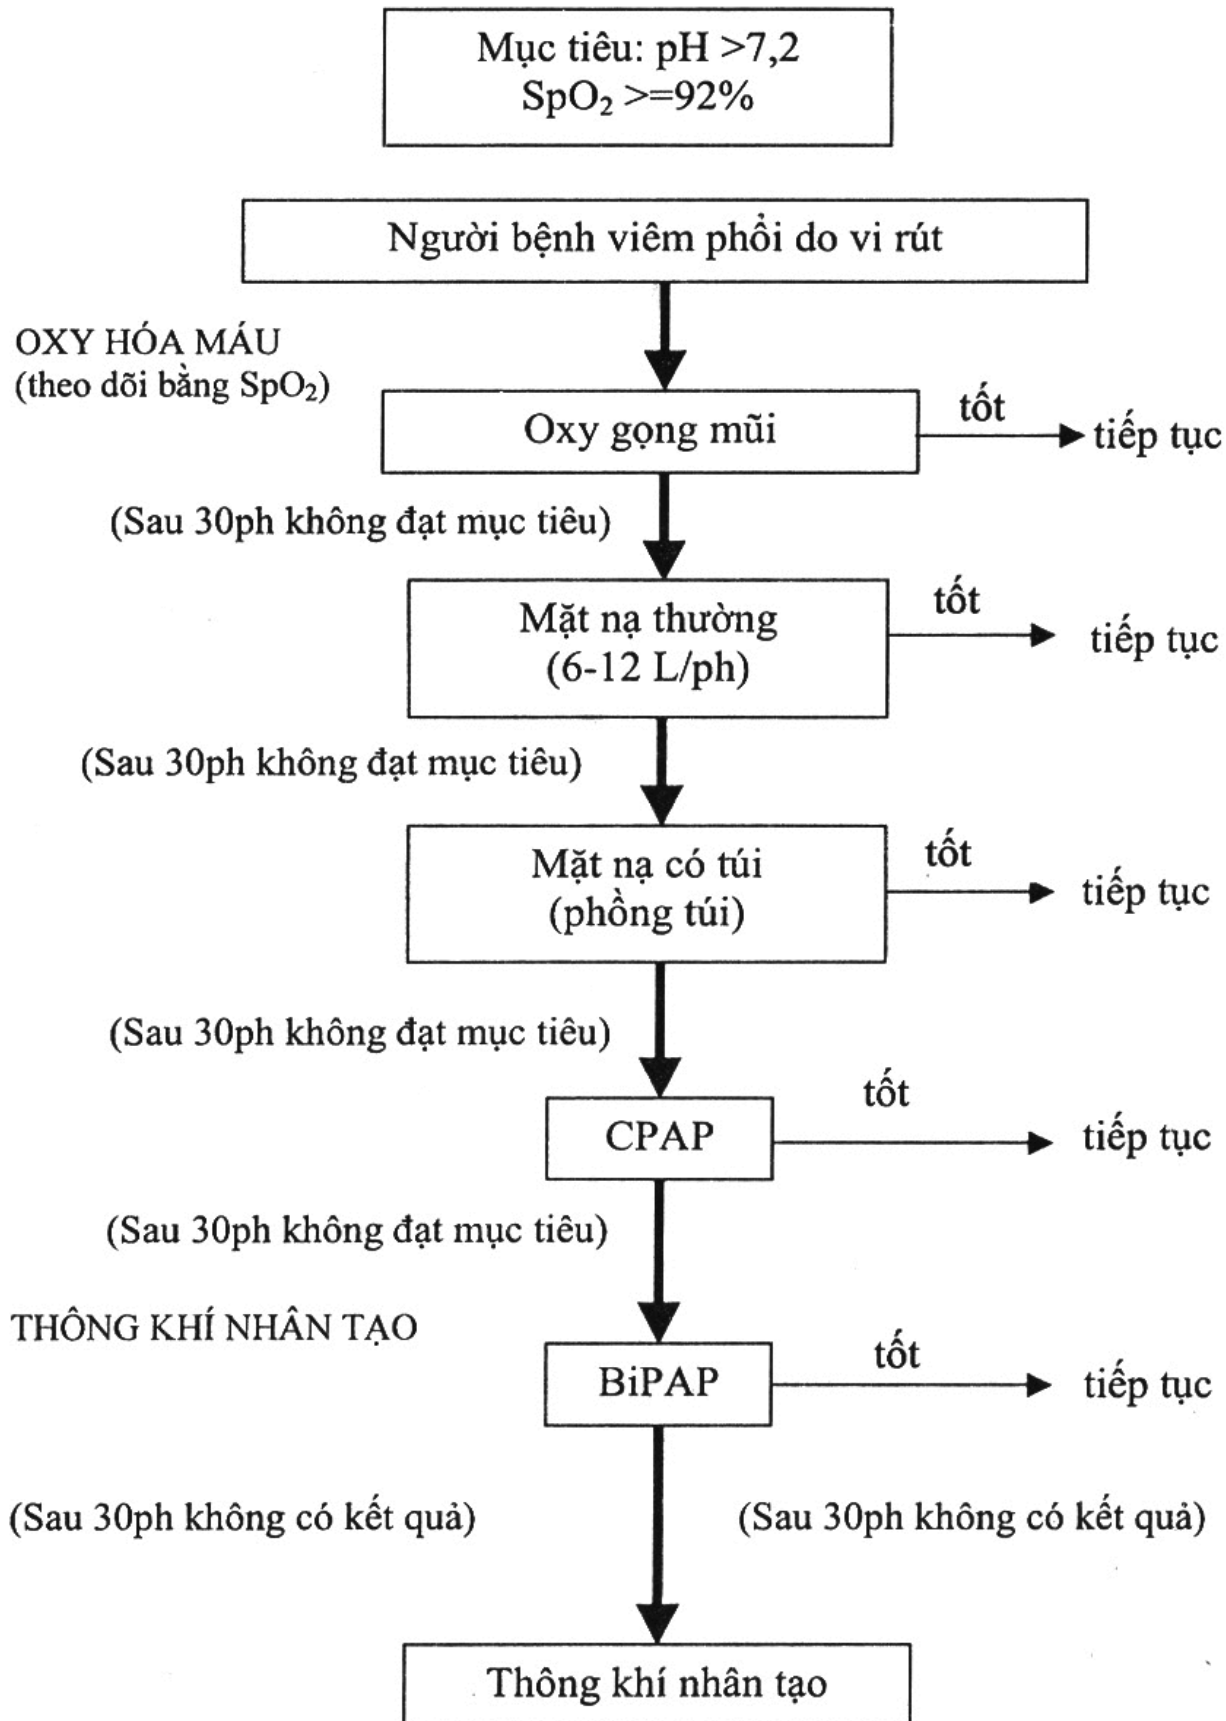 Mục tiêu: pH >7,2
SpO₂ >=92%
Người bệnh viêm phổi do vi rút
OXY HÓA MÁU
(theo dõi bằng SpO₂)
Oxy gọng mũi
tốt
tiếp tục
(Sau 30ph không đạt mục tiêu)
Mặt nạ thường
(6-12 L/ph)
tốt
tiếp tục
(Sau 30ph không đạt mục tiêu)
Mặt nạ có túi
(phồng túi)
tốt
tiếp tục
(Sau 30ph không đạt mục tiêu)
CPAP
tốt
tiếp tục
(Sau 30ph không đạt mục tiêu)
THÔNG KHÍ NHÂN TẠO
BiPAP
tốt
tiếp tục
(Sau 30ph không có kết quả)
(Sau 30ph không có kết quả)
Thông khí nhân tạo